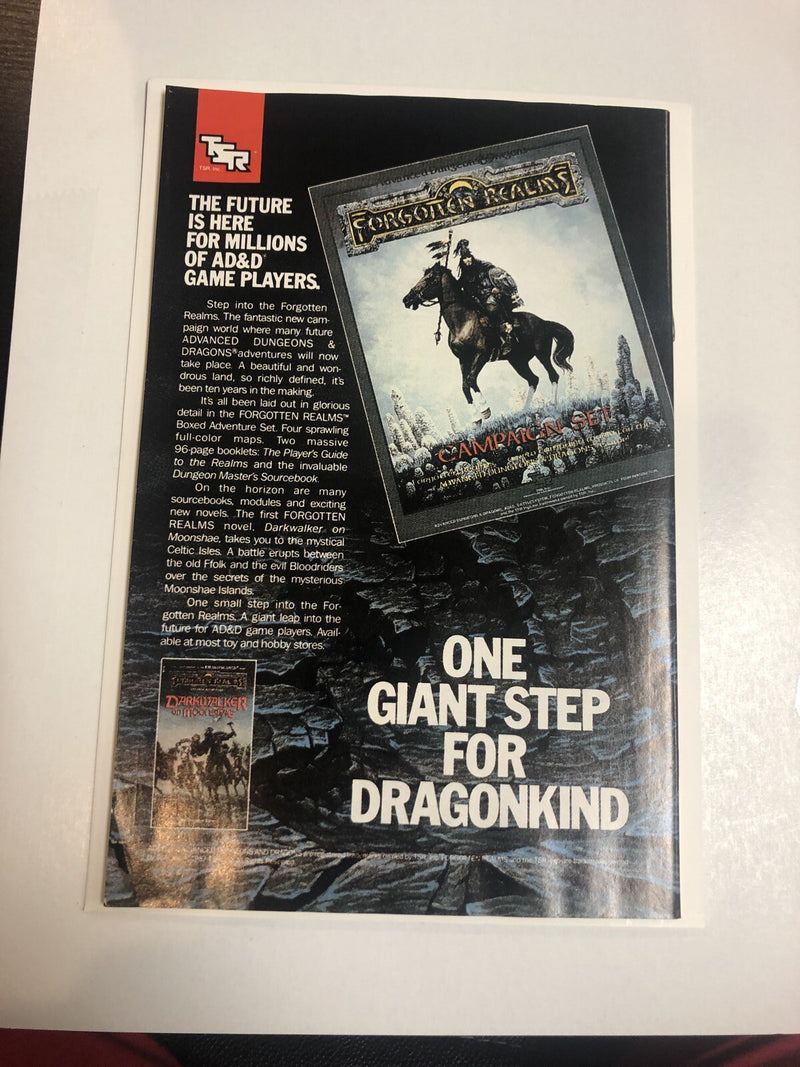 TSR
TSR, Inc.
THE FUTURE
IS HERE
FOR MILLIONS
OF AD&D®
GAME PLAYERS.
Step into the Forgotten
Realms. The fantastic new cam-
paign world where many future
ADVANCED DUNGEONS &
DRAGONS® adventures will now
take place. A beautiful and won-
drous land, so richly defined, it's
been ten years in the making.
It's all been laid out in glorious
detail in the FORGOTTEN REALMS™
Boxed Adventure Set. Four sprawling
full-color maps. Two massive
96-page booklets: The Player's Guide
to the Realms and the invaluable
Dungeon Master's Sourcebook.
On the horizon are many
sourcebooks, modules and exciting
new novels. The first FORGOTTEN
REALMS novel, Darkwalker on
Moonshae, takes you to the mystical
Celtic Isles. A battle erupts between
the old Ffolk and the evil Bloodriders
over the secrets of the mysterious
Moonshae Islands.
One small step into the For-
gotten Realms. A giant leap into the
future for AD&D game players. Avail-
able at most toy and hobby stores.
Advanced Dungeons & Dragons
FORGOTTEN REALMS
CAMPAIGN SET
FORGOTTEN REALMS
DARKWALKER
ON MOONSHAE
ONE
GIANT STEP
FOR
DRAGONKIND